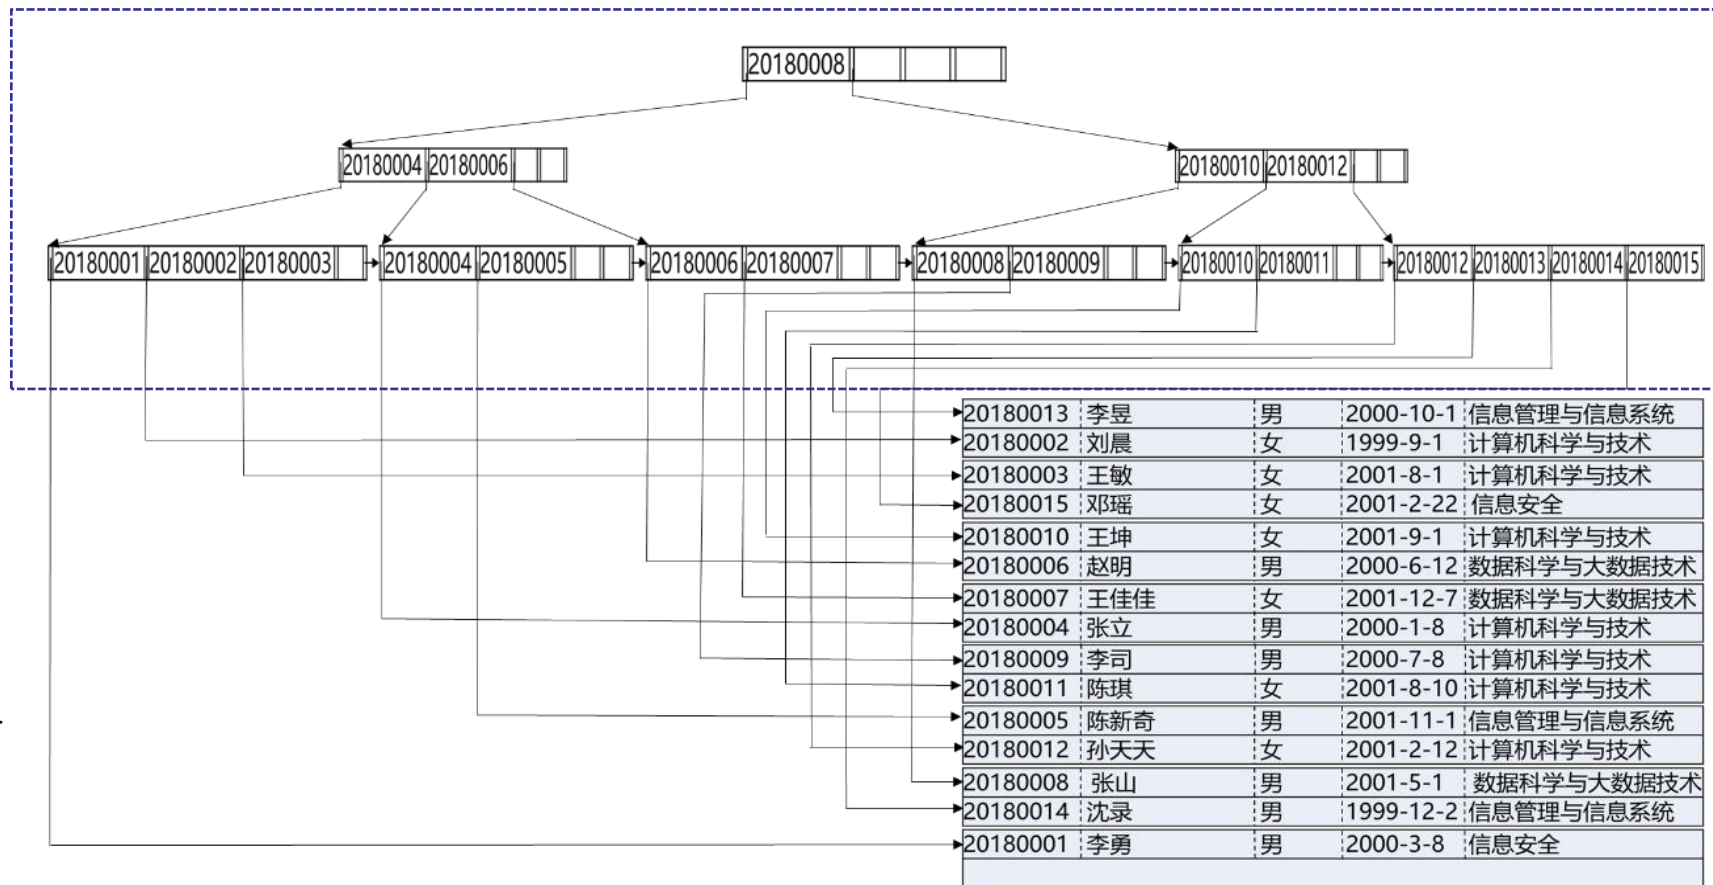 20180008
20180004 20180006
20180010 20180012
20180001 20180002 20180003
20180004 20180005
20180006 20180007
20180008 20180009
20180010 20180011
20180012 20180013 20180014 20180015
20180013 李昱 男 2000-10-1 信息管理与信息系统
20180002 刘晨 女 1999-9-1 计算机科学与技术
20180003 王敏 女 2001-8-1 计算机科学与技术
20180015 邓瑶 女 2001-2-22 信息安全
20180010 王坤 女 2001-9-1 计算机科学与技术
20180006 赵明 男 2000-6-12 数据科学与大数据技术
20180007 王佳佳 女 2001-12-7 数据科学与大数据技术
20180004 张立 男 2000-1-8 计算机科学与技术
20180009 李司 男 2000-7-8 计算机科学与技术
20180011 陈琪 女 2001-8-10 计算机科学与技术
20180005 陈新奇 男 2001-11-1 信息管理与信息系统
20180012 孙天天 女 2001-2-12 计算机科学与技术
20180008 张山 男 2001-5-1 数据科学与大数据技术
20180014 沈录 男 1999-12-2 信息管理与信息系统
20180001 李勇 男 2000-3-8 信息安全